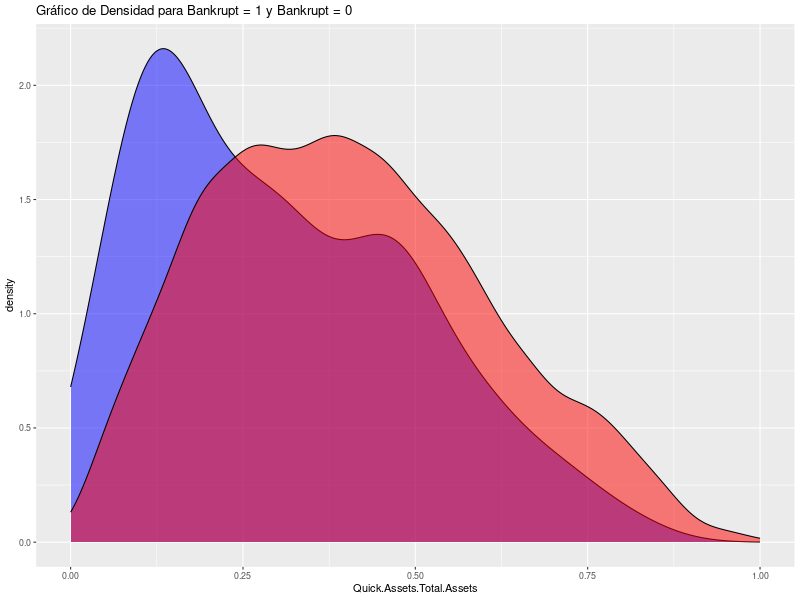 Gráfico de Densidad para Bankrupt = 1 y Bankrupt = 0
density
2.0
1.5
1.0
0.5
0.0
0.00 0.25 0.50 0.75 1.00
Quick.Assets.Total.Assets